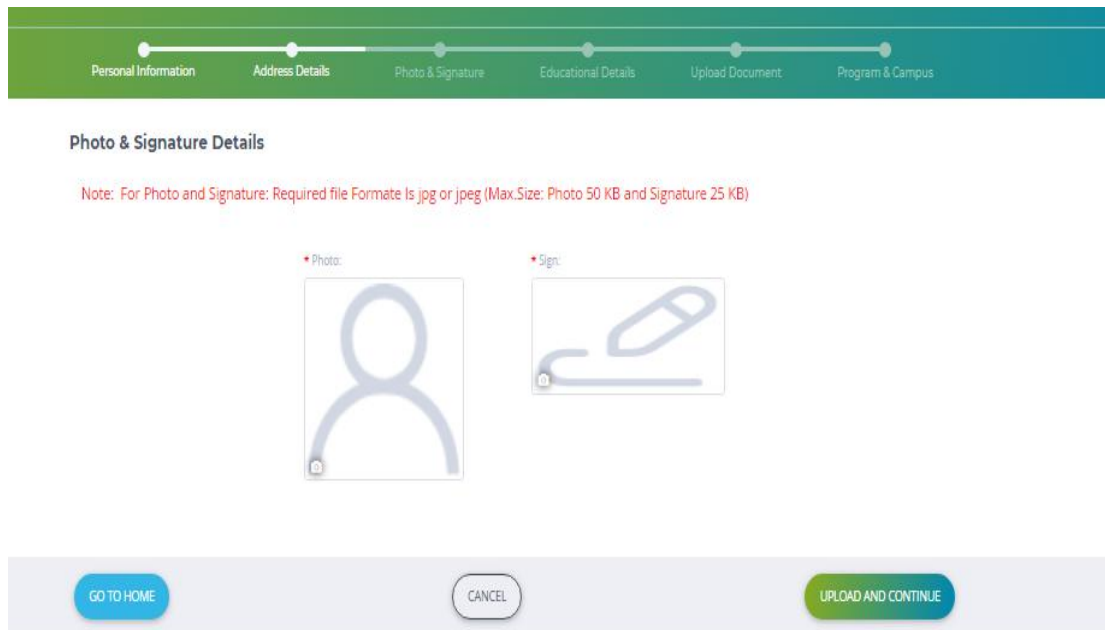 Personal Information Address Details Photo & Signature Educational Details Upload Document Program & Campus
Photo & Signature Details
Note: For Photo and Signature: Required file Formate Is jpg or jpeg (Max.Size: Photo 50 KB and Signature 25 KB)
* Photo: * Sign:
GO TO HOME CANCEL UPLOAD AND CONTINUE